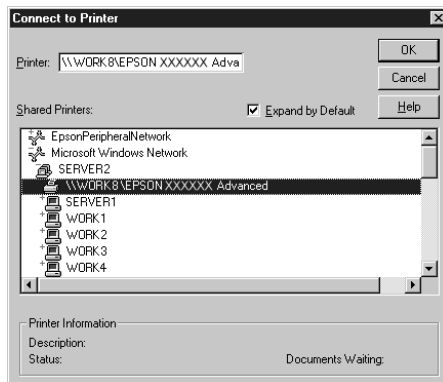 Connect to Printer
Printer: \\WORK8\EPSON XXXXXX Adva
OK
Cancel
Help
Shared Printers:
Expand by Default
EpsonPeripheralNetwork
Microsoft Windows Network
SERVER2
\\WORK8\EPSON XXXXXX Advanced
SERVER1
WORK1
WORK2
WORK3
WORK4
Printer Information
Description:
Status:
Documents Waiting: